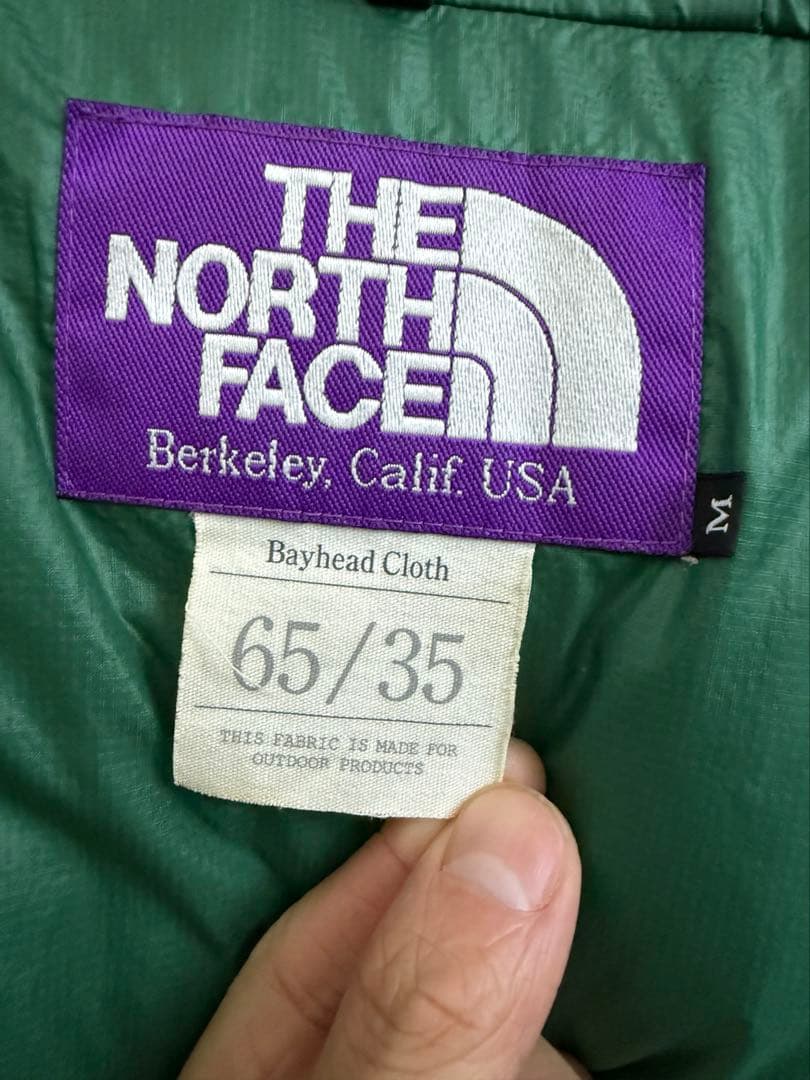 THE
NORTH
FACE
Berkeley, Calif. USA
M
Bayhead Cloth
65/35
THIS FABRIC IS MADE FOR
OUTDOOR PRODUCTS